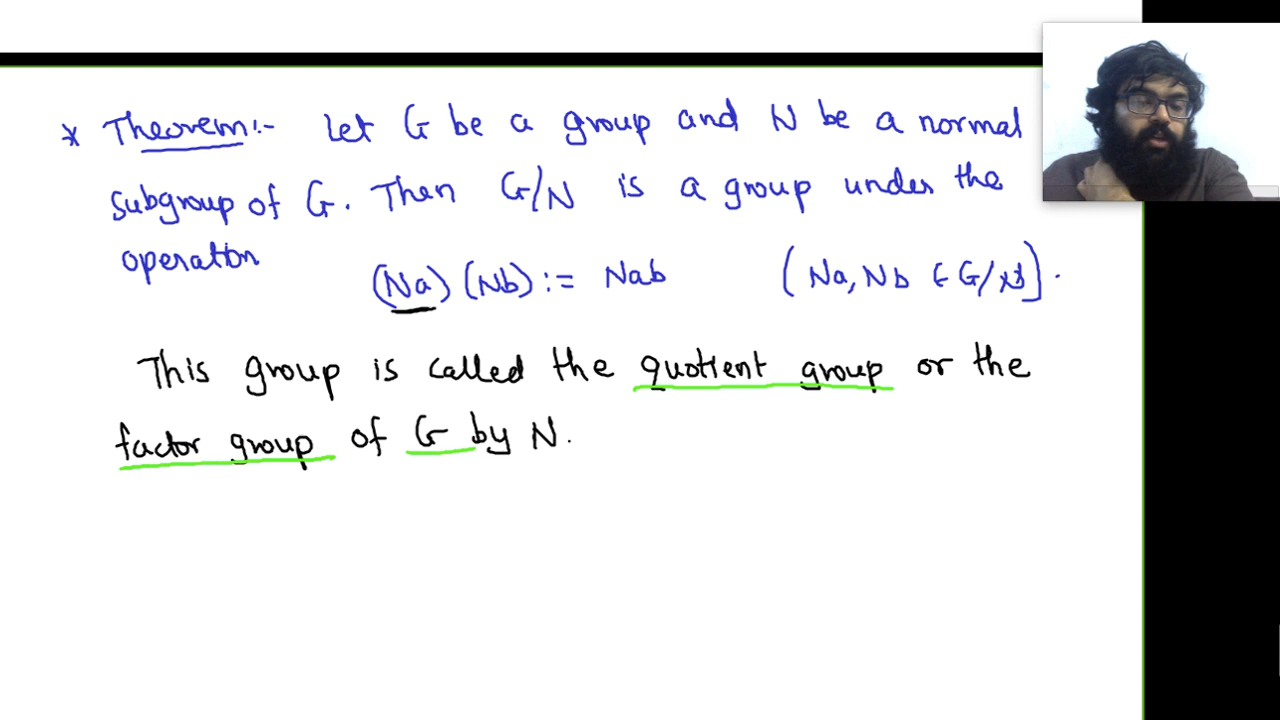 * Theorem:- Let G be a group and N be a normal
subgroup of G. Then G/N is a group under the
operation
(Na) (Nb) := Nab (Na, Nb ∈ G/N).
This group is called the quotient group or the
factor group of G by N.